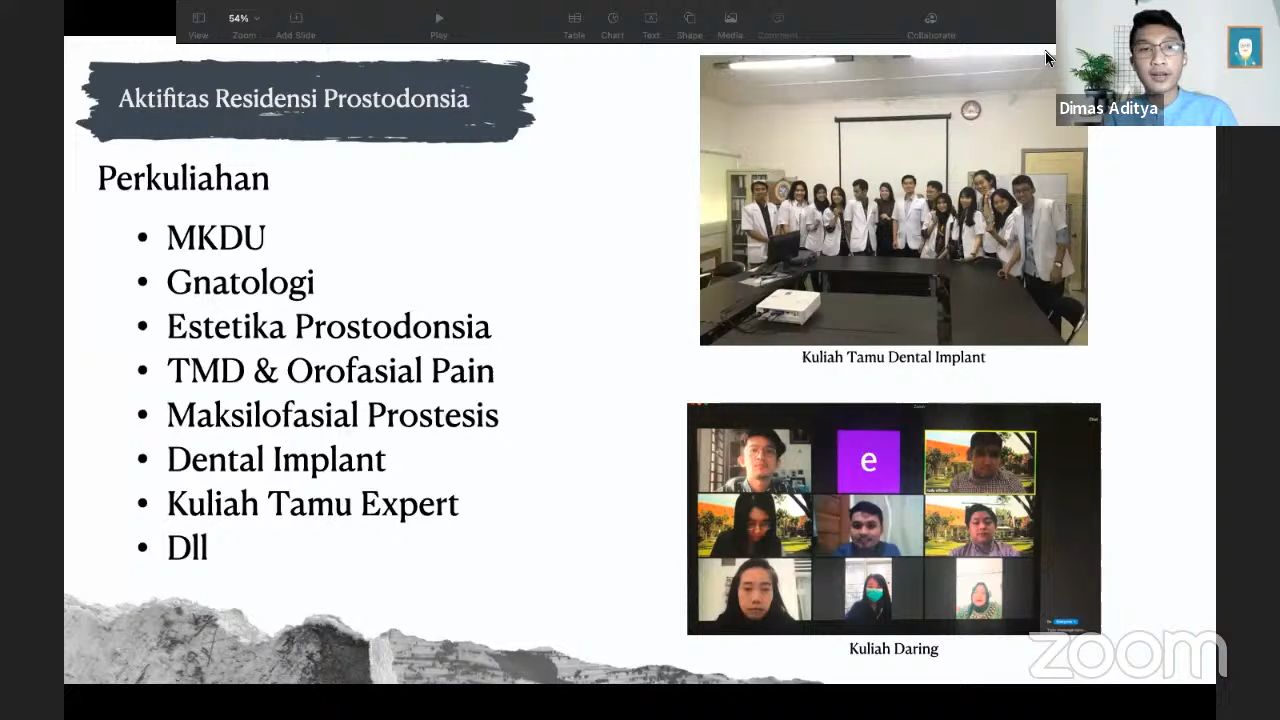 54%
View
Zoom
Add Slide
Play
Table
Chart
Text
Shape
Media
Comment
Collaborate
Dimas Aditya
Aktifitas Residensi Prostodonsia
Perkuliahan
• MKDU
• Gnatologi
• Estetika Prostodonsia
• TMD & Orofasial Pain
• Maksilofasial Prostesis
• Dental Implant
• Kuliah Tamu Expert
• Dll
Kuliah Tamu Dental Implant
e
Kuliah Daring
zoom